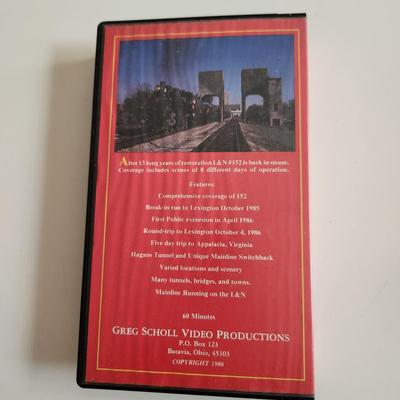 After 13 long years of restoration L&N #152 is back in steam.
Coverage includes scenes of 8 different days of operation.
Features:
Comprehensive coverage of 152
Break-in run to Lexington October 1985
First Public excursion in April 1986
Round-trip to Lexington October 4, 1986
Five day trip to Appalacia, Virginia
Hagans Tunnel and Unique Mainline Switchback
Varied locations and scenery
Many tunnels, bridges, and towns.
Mainline Running on the L&N
60 Minutes
GREG SCHOLL VIDEO PRODUCTIONS
P.O. Box 123
Batavia, Ohio, 45103
COPYRIGHT 1986